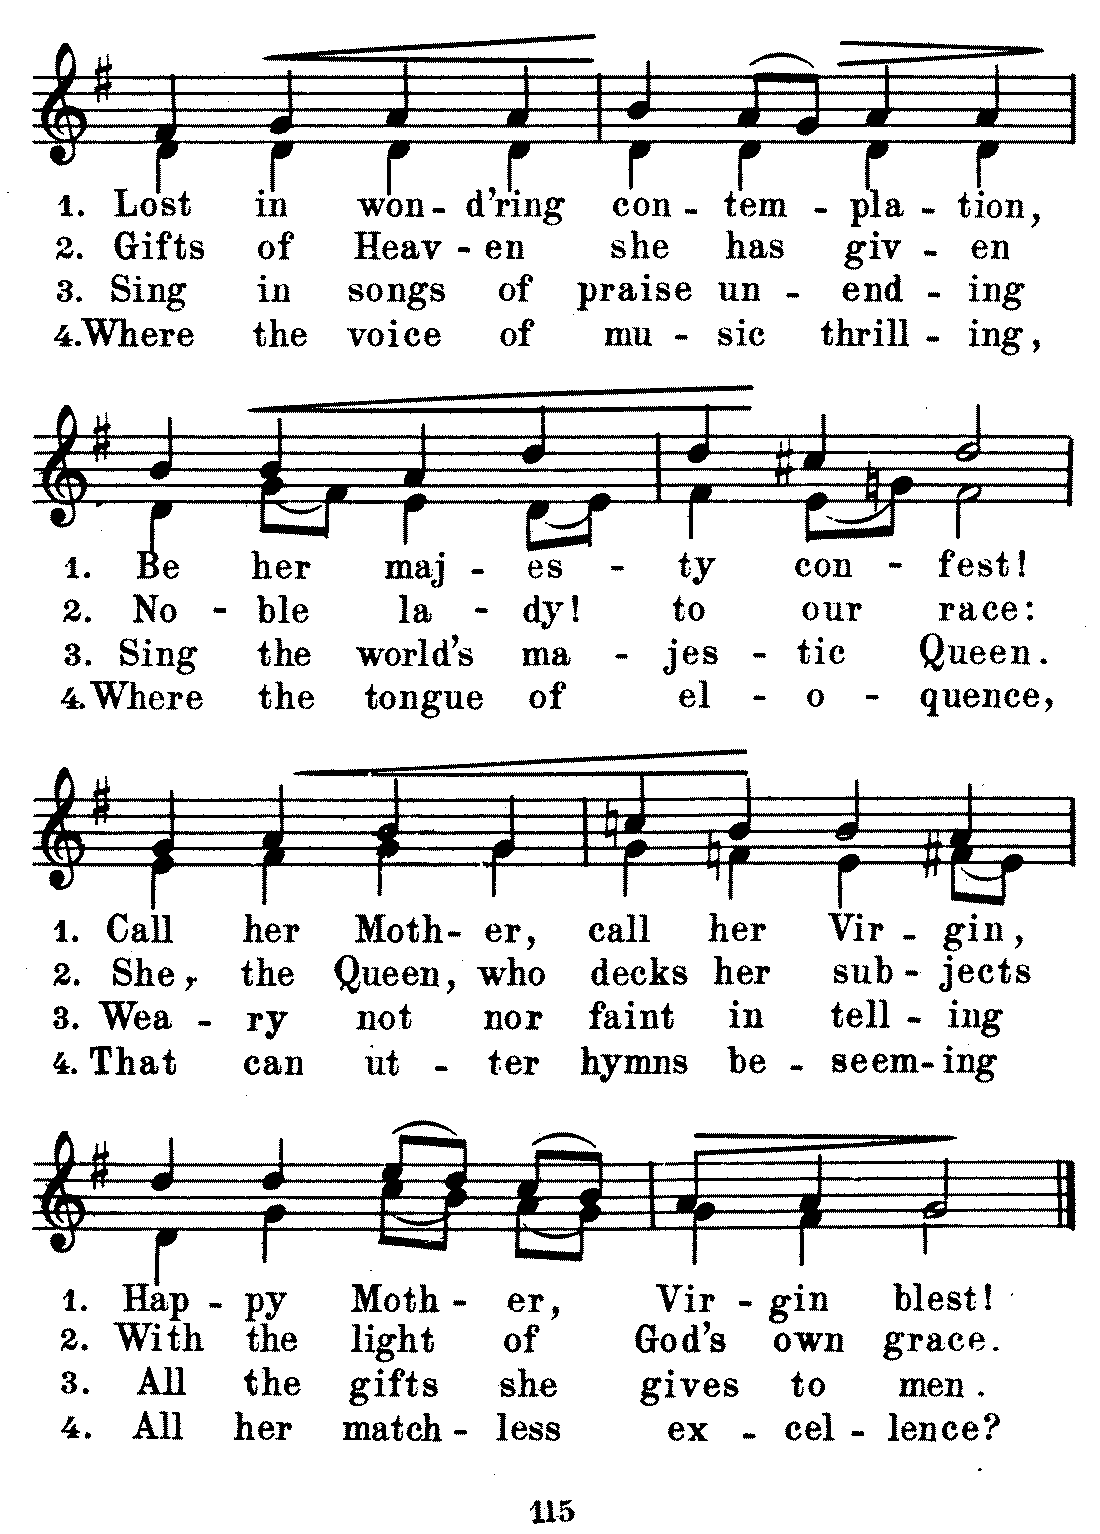 1. Lost in won - d'ring con - tem - pla - tion,
2. Gifts of Heav - en she has giv - en
3. Sing in songs of praise un - end - ing
4. Where the voice of mu - sic thrill - ing,
1. Be her maj - es - ty con - fest!
2. No - ble la - dy! to our race:
3. Sing the world's ma - jes - tic Queen.
4. Where the tongue of el - o - quence,
1. Call her Moth - er, call her Vir - gin,
2. She, the Queen, who decks her sub - jects
3. Wea - ry not nor faint in tell - ing
4. That can ut - ter hymns be - seem - ing
1. Hap - py Moth - er, Vir - gin blest!
2. With the light of God's own grace.
3. All the gifts she gives to men.
4. All her match - less ex - cel - lence?
115